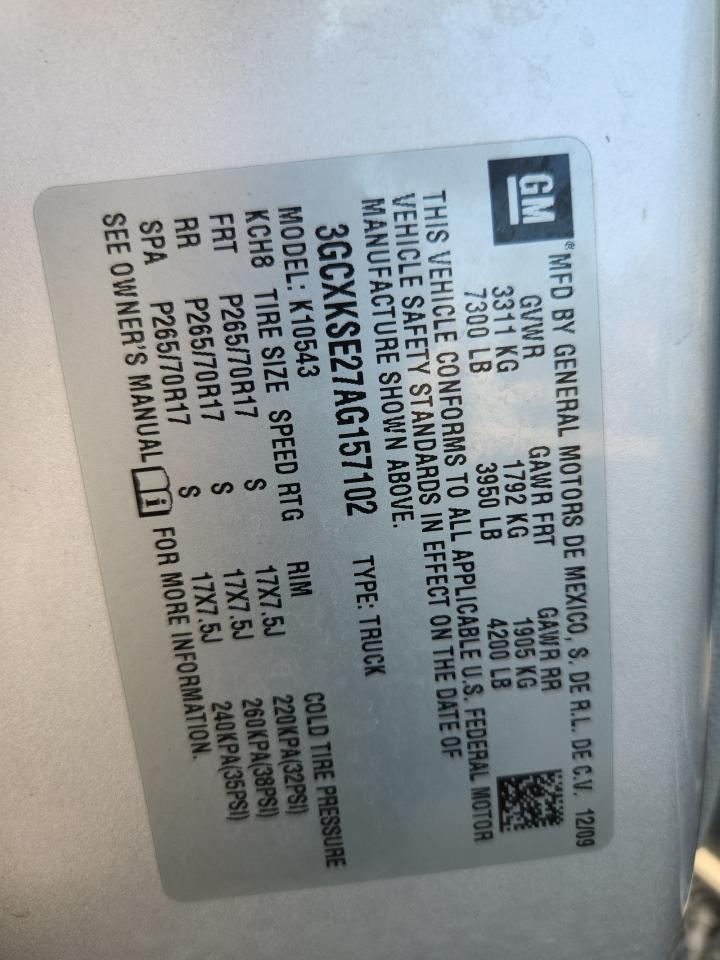 GM ® MFD BY GENERAL MOTORS DE MEXICO, S. DE R.L. DE C.V. 12/09
GVWR GAWR FRT GAWR RR
3311 KG 1792 KG 1905 KG
7300 LB 3950 LB 4200 LB
THIS VEHICLE CONFORMS TO ALL APPLICABLE U.S. FEDERAL MOTOR
VEHICLE SAFETY STANDARDS IN EFFECT ON THE DATE OF
MANUFACTURE SHOWN ABOVE.
3GCXKSE27AG157102 TYPE: TRUCK
MODEL: K10543
KCH8 TIRE SIZE SPEED RTG RIM COLD TIRE PRESSURE
FRT P265/70R17 S 17X7.5J 220KPA(32PSI)
RR P265/70R17 S 17X7.5J 260KPA(38PSI)
SPA P265/70R17 S 17X7.5J 240KPA(35PSI)
SEE OWNER'S MANUAL i FOR MORE INFORMATION.